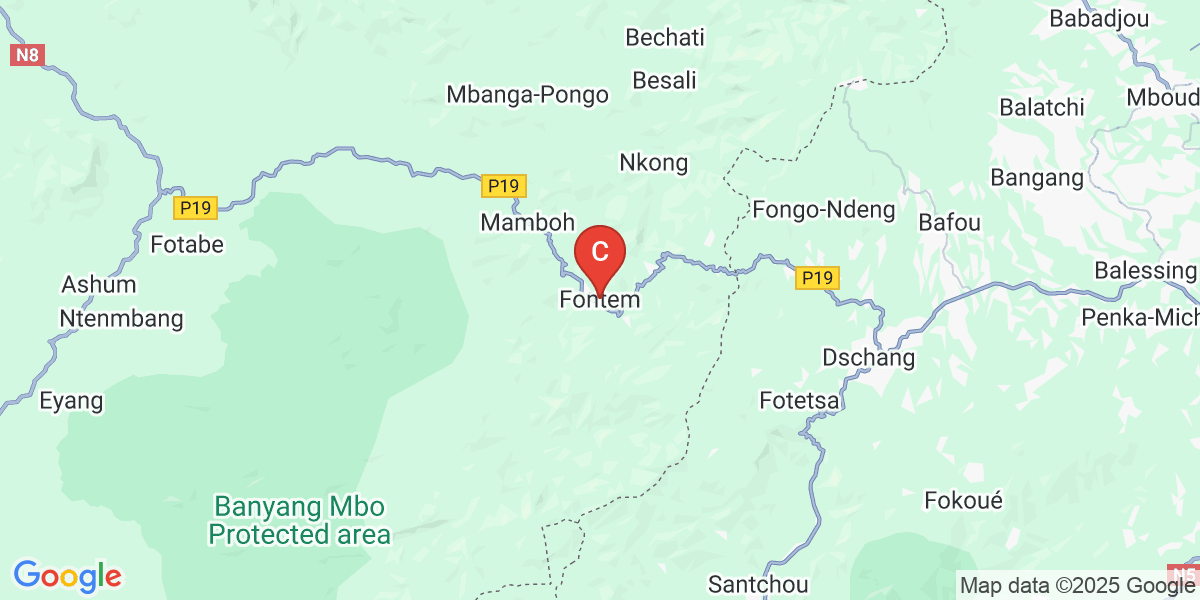 Babadjou
Bechati
N8
Besali
Mbanga-Pongo
Mboud
Balatchi
Nkong
Bangang
P19
P19
Mamboh
Fongo-Ndeng
Bafou
Fotabe
C
Balessing
P19
Ashum
Fontem
Ntenmbang
Penka-Mich
Dschang
Eyang
Fotetsa
Banyang Mbo
Protected area
Fokoué
Google
Santchou
N5
Map data ©2025 Google